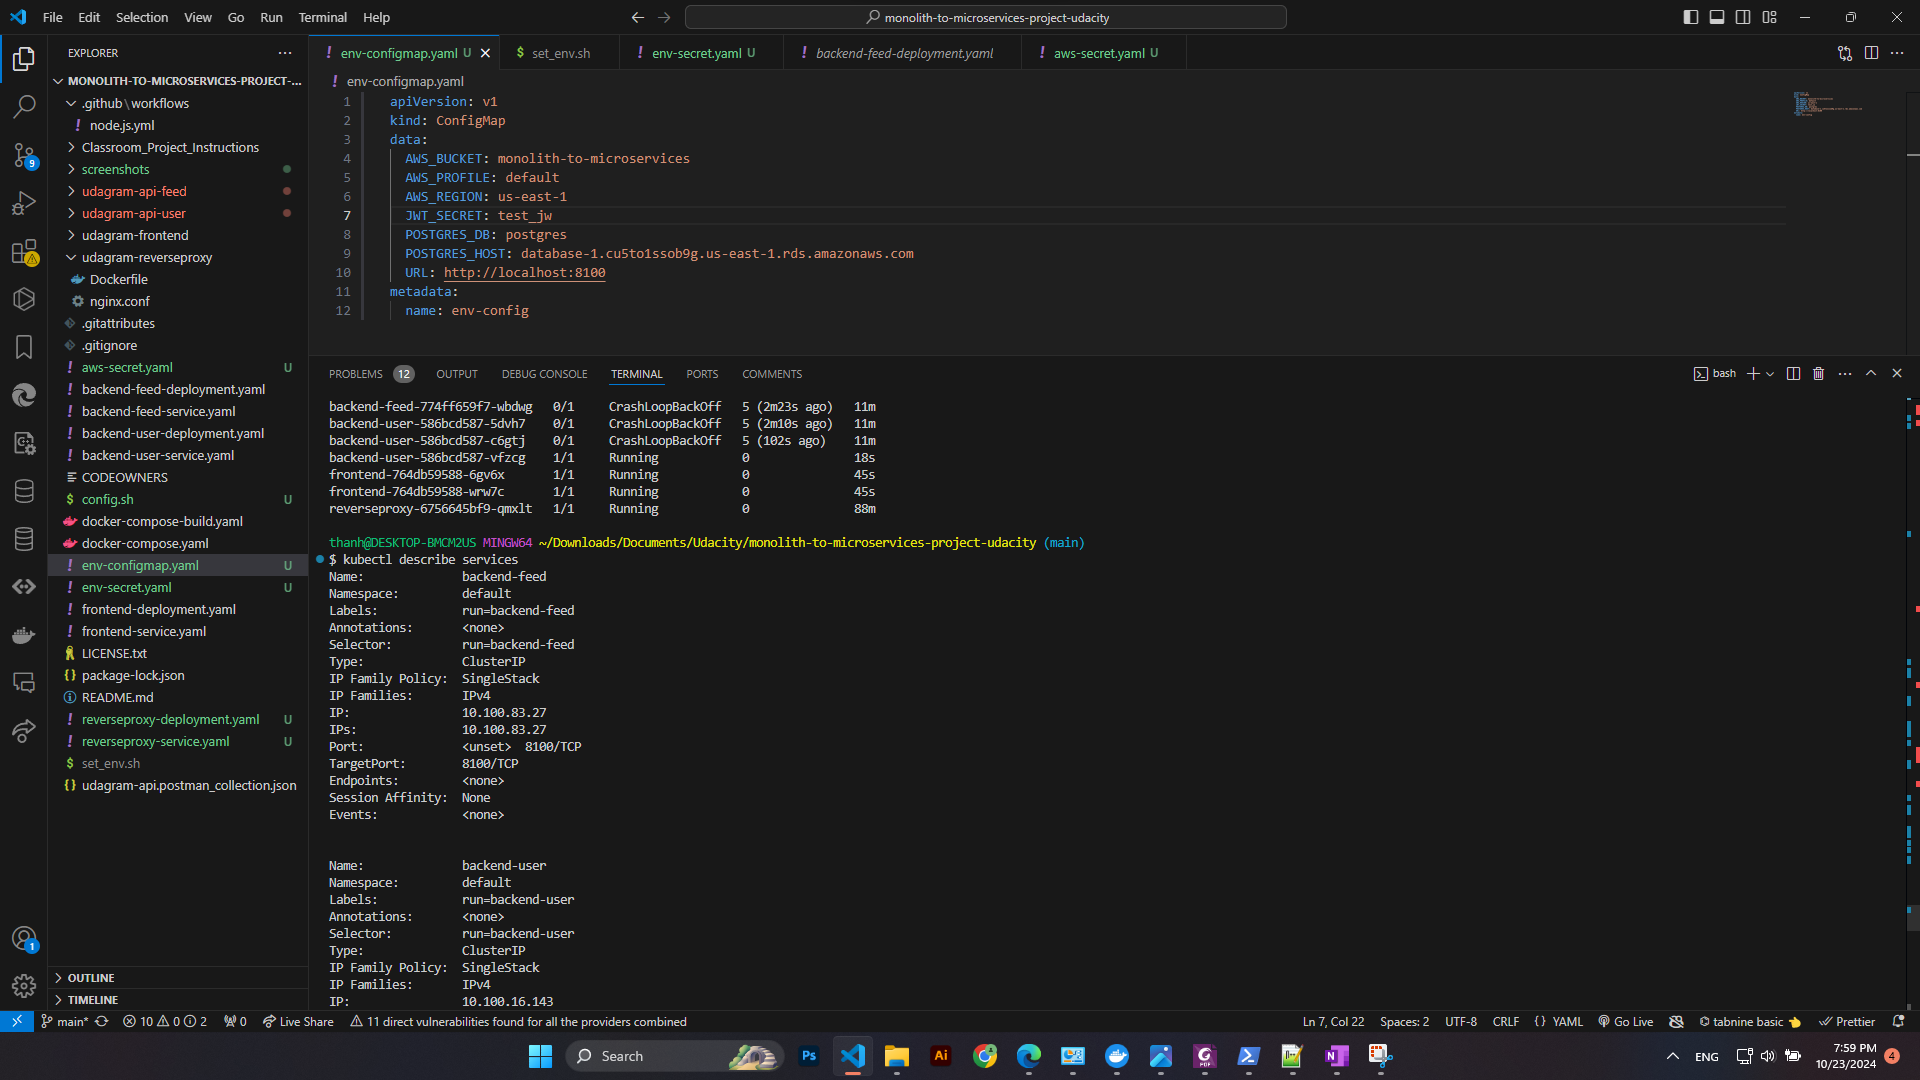 File Edit Selection View Go Run Terminal Help
monolith-to-microservices-project-udacity
EXPLORER
MONOLITH-TO-MICROSERVICES-PROJECT-...
.github\workflows
node.js.yml
Classroom_Project_Instructions
screenshots
udagram-api-feed
udagram-api-user
udagram-frontend
udagram-reverseproxy
Dockerfile
nginx.conf
.gitattributes
.gitignore
aws-secret.yaml U
backend-feed-deployment.yaml
backend-feed-service.yaml
backend-user-deployment.yaml
backend-user-service.yaml
CODEOWNERS
config.sh U
docker-compose-build.yaml
docker-compose.yaml
env-configmap.yaml U
env-secret.yaml U
frontend-deployment.yaml
frontend-service.yaml
LICENSE.txt
package-lock.json
README.md
reverseproxy-deployment.yaml U
reverseproxy-service.yaml U
set_env.sh
udagram-api.postman_collection.json
OUTLINE
TIMELINE
9
1
env-configmap.yaml U
set_env.sh
env-secret.yaml U
backend-feed-deployment.yaml
aws-secret.yaml U
env-configmap.yaml
1 apiVersion: v1
2 kind: ConfigMap
3 data:
4 AWS_BUCKET: monolith-to-microservices
5 AWS_PROFILE: default
6 AWS_REGION: us-east-1
7 JWT_SECRET: test_jw
8 POSTGRES_DB: postgres
9 POSTGRES_HOST: database-1.cu5to1ssob9g.us-east-1.rds.amazonaws.com
10 URL: http://localhost:8100
11 metadata:
12 name: env-config
PROBLEMS 12 OUTPUT DEBUG CONSOLE TERMINAL PORTS COMMENTS
bash
backend-feed-774ff659f7-wbdwg 0/1 CrashLoopBackOff 5 (2m23s ago) 11m
backend-user-586bcd587-5dvh7 0/1 CrashLoopBackOff 5 (2m10s ago) 11m
backend-user-586bcd587-c6gtj 0/1 CrashLoopBackOff 5 (102s ago) 11m
backend-user-586bcd587-vfzcg 1/1 Running 0 18s
frontend-764db59588-6gv6x 1/1 Running 0 45s
frontend-764db59588-wrw7c 1/1 Running 0 45s
reverseproxy-6756645bf9-qmxlt 1/1 Running 0 88m
thanh@DESKTOP-BMCM2US MINGW64 ~/Downloads/Documents/Udacity/monolith-to-microservices-project-udacity (main)
$ kubectl describe services
Name: backend-feed
Namespace: default
Labels: run=backend-feed
Annotations: <none>
Selector: run=backend-feed
Type: ClusterIP
IP Family Policy: SingleStack
IP Families: IPv4
IP: 10.100.83.27
IPs: 10.100.83.27
Port: <unset> 8100/TCP
TargetPort: 8100/TCP
Endpoints: <none>
Session Affinity: None
Events: <none>
Name: backend-user
Namespace: default
Labels: run=backend-user
Annotations: <none>
Selector: run=backend-user
Type: ClusterIP
IP Family Policy: SingleStack
IP Families: IPv4
IP: 10.100.16.143
main* 10 0 2 0 Live Share 11 direct vulnerabilities found for all the providers combined
Ln 7, Col 22 Spaces: 2 UTF-8 CRLF { } YAML Go Live tabnine basic Prettier
Search
Ps
Ai
ENG
7:59 PM
10/23/2024
4